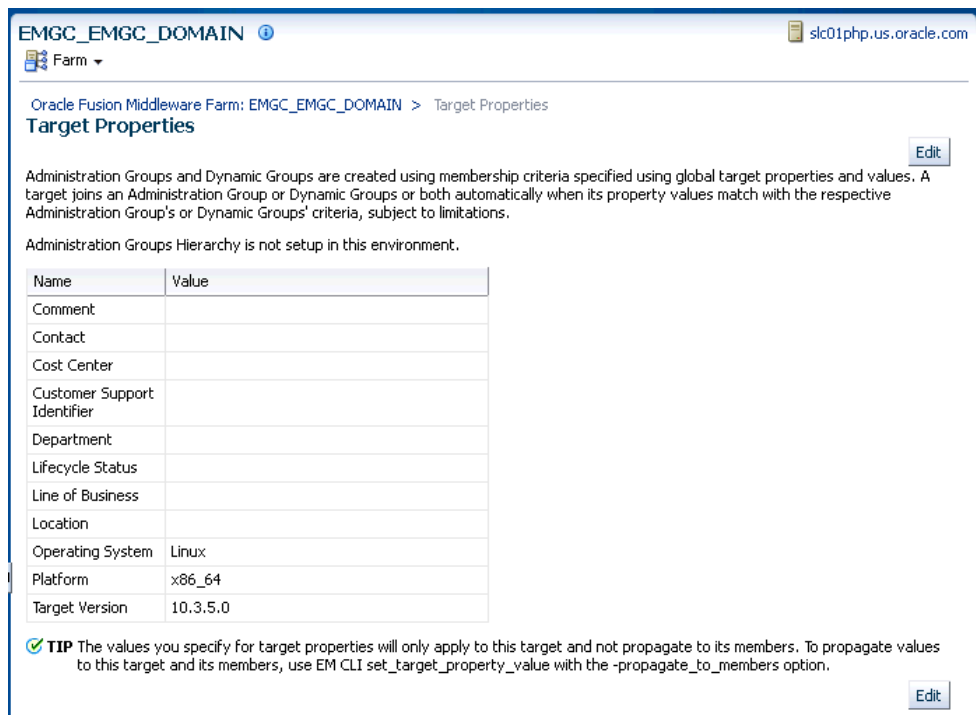 EMGC_EMGC_DOMAIN
slc01php.us.oracle.com
Farm
Oracle Fusion Middleware Farm: EMGC_EMGC_DOMAIN > Target Properties
Target Properties
Edit
Administration Groups and Dynamic Groups are created using membership criteria specified using global target properties and values. A
target joins an Administration Group or Dynamic Groups or both automatically when its property values match with the respective
Administration Group's or Dynamic Groups' criteria, subject to limitations.
Administration Groups Hierarchy is not setup in this environment.
Name Value
Comment
Contact
Cost Center
Customer Support
Identifier
Department
Lifecycle Status
Line of Business
Location
Operating System Linux
Platform x86_64
Target Version 10.3.5.0
TIP The values you specify for target properties will only apply to this target and not propagate to its members. To propagate values
to this target and its members, use EM CLI set_target_property_value with the -propagate_to_members option.
Edit